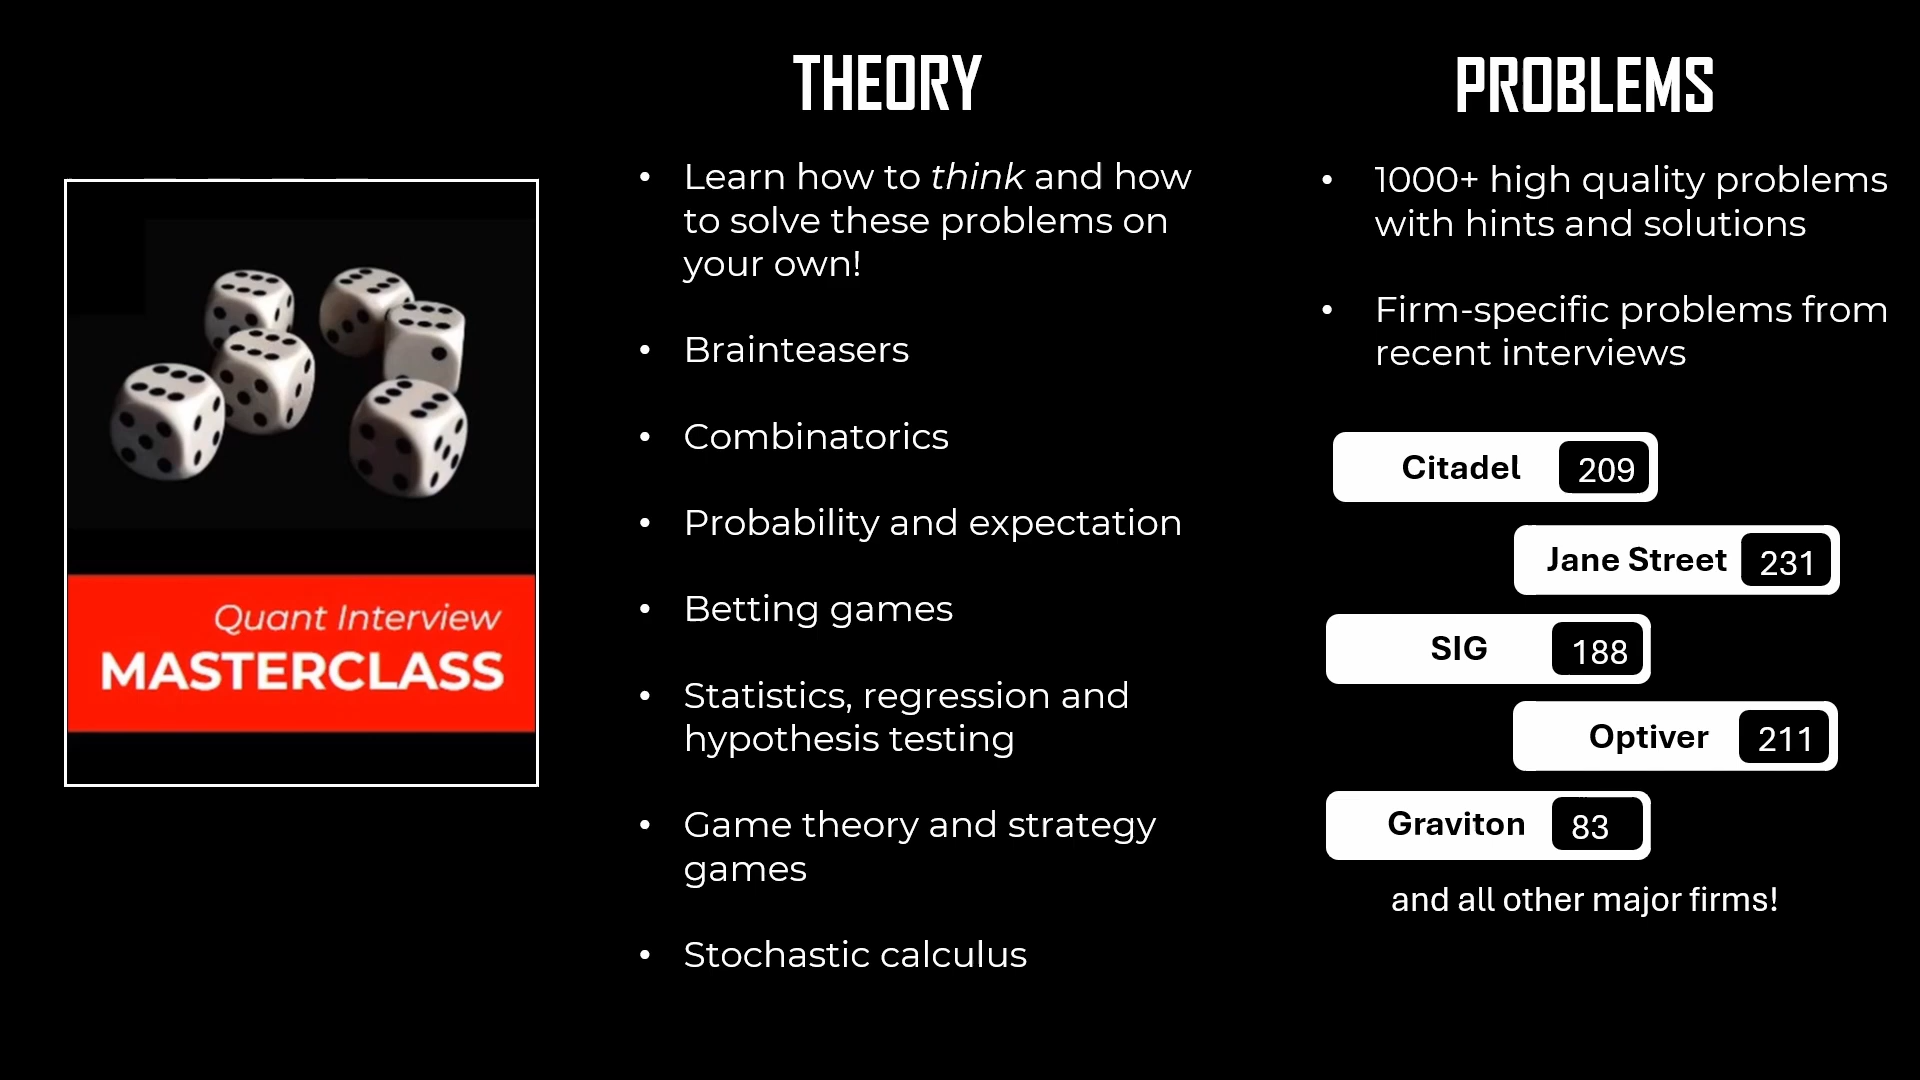 Quant Interview
MASTERCLASS
THEORY
• Learn how to think and how
to solve these problems on
your own!
• Brainteasers
• Combinatorics
• Probability and expectation
• Betting games
• Statistics, regression and
hypothesis testing
• Game theory and strategy
games
• Stochastic calculus
PROBLEMS
• 1000+ high quality problems
with hints and solutions
• Firm-specific problems from
recent interviews
Citadel 209
Jane Street 231
SIG 188
Optiver 211
Graviton 83
and all other major firms!